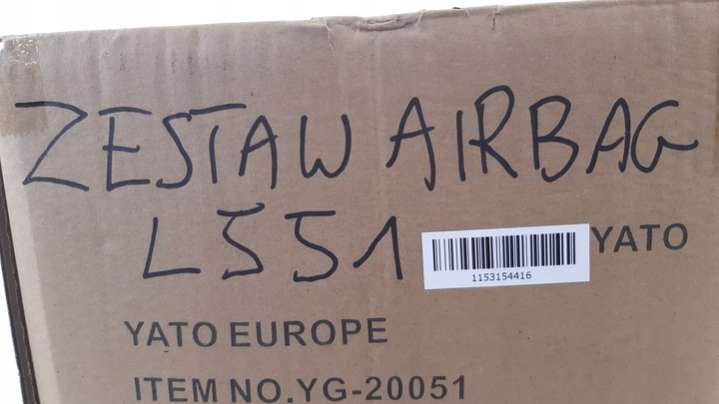 ZESTAW AIRBAG
L551
YATO
1153154416
YATO EUROPE
ITEM NO.YG-20051